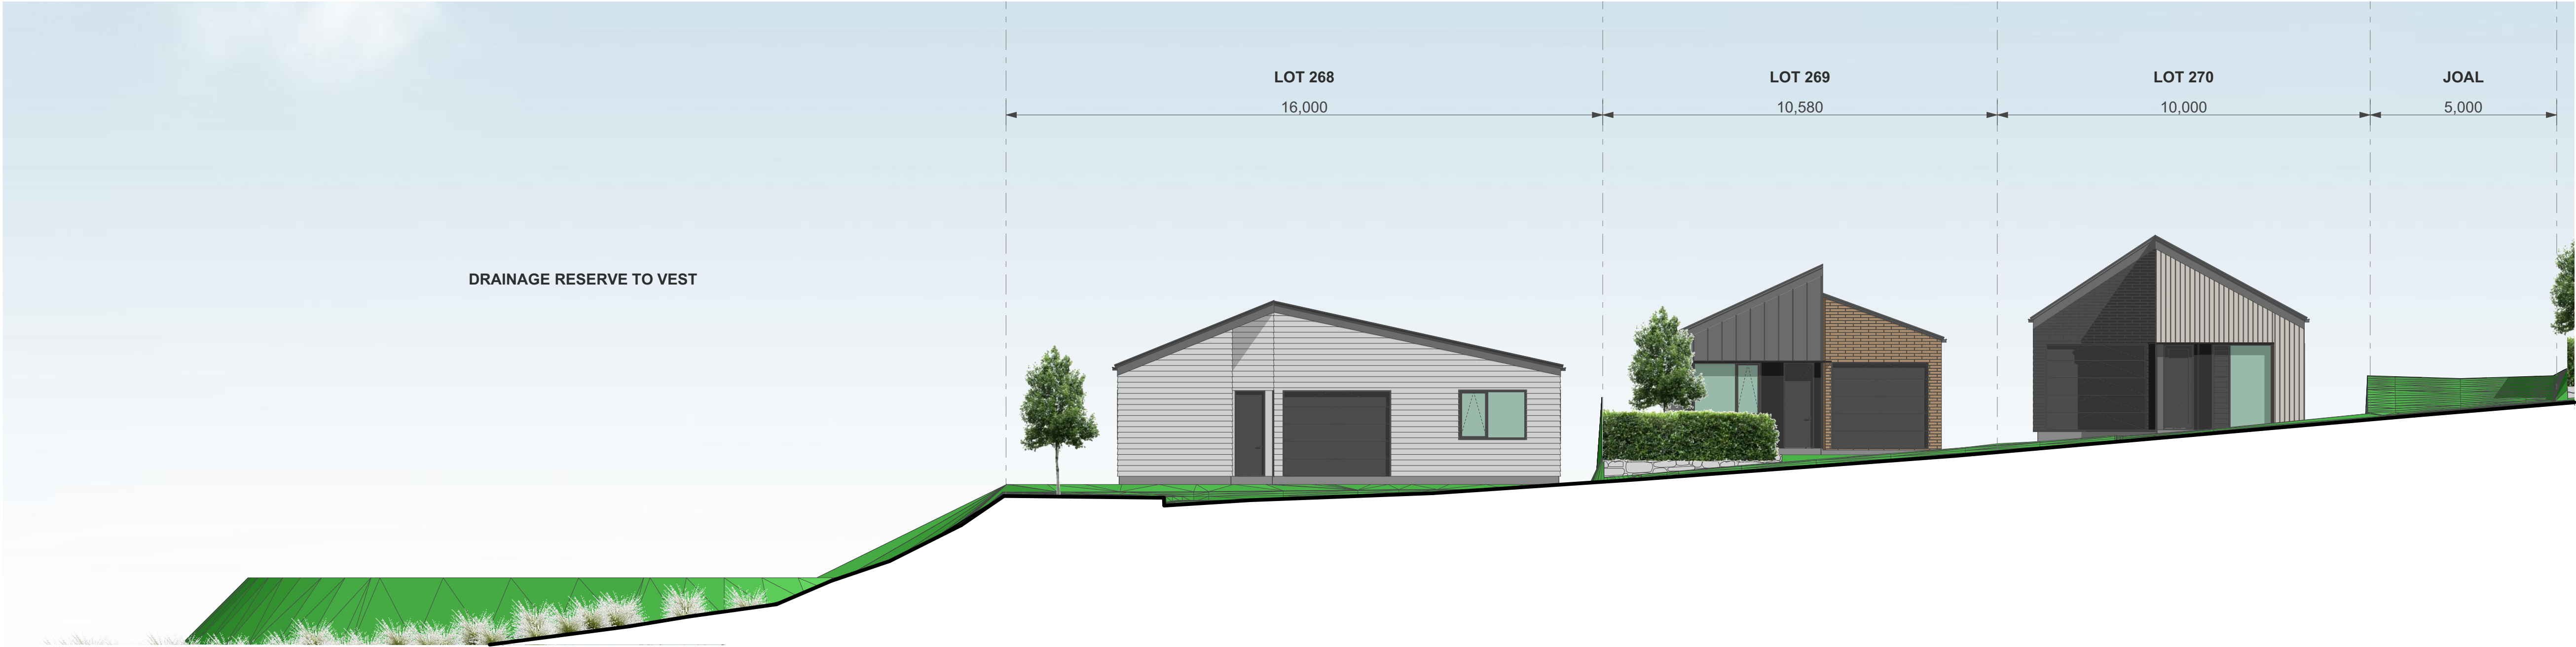 LOT 268
LOT 269
LOT 270
JOAL
16,000
10,580
10,000
5,000
DRAINAGE RESERVE TO VEST